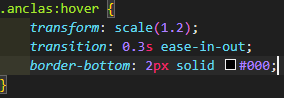 .anclas:hover {
transform: scale(1.2);
transition: 0.3s ease-in-out;
border-bottom: 2px solid #000;
}